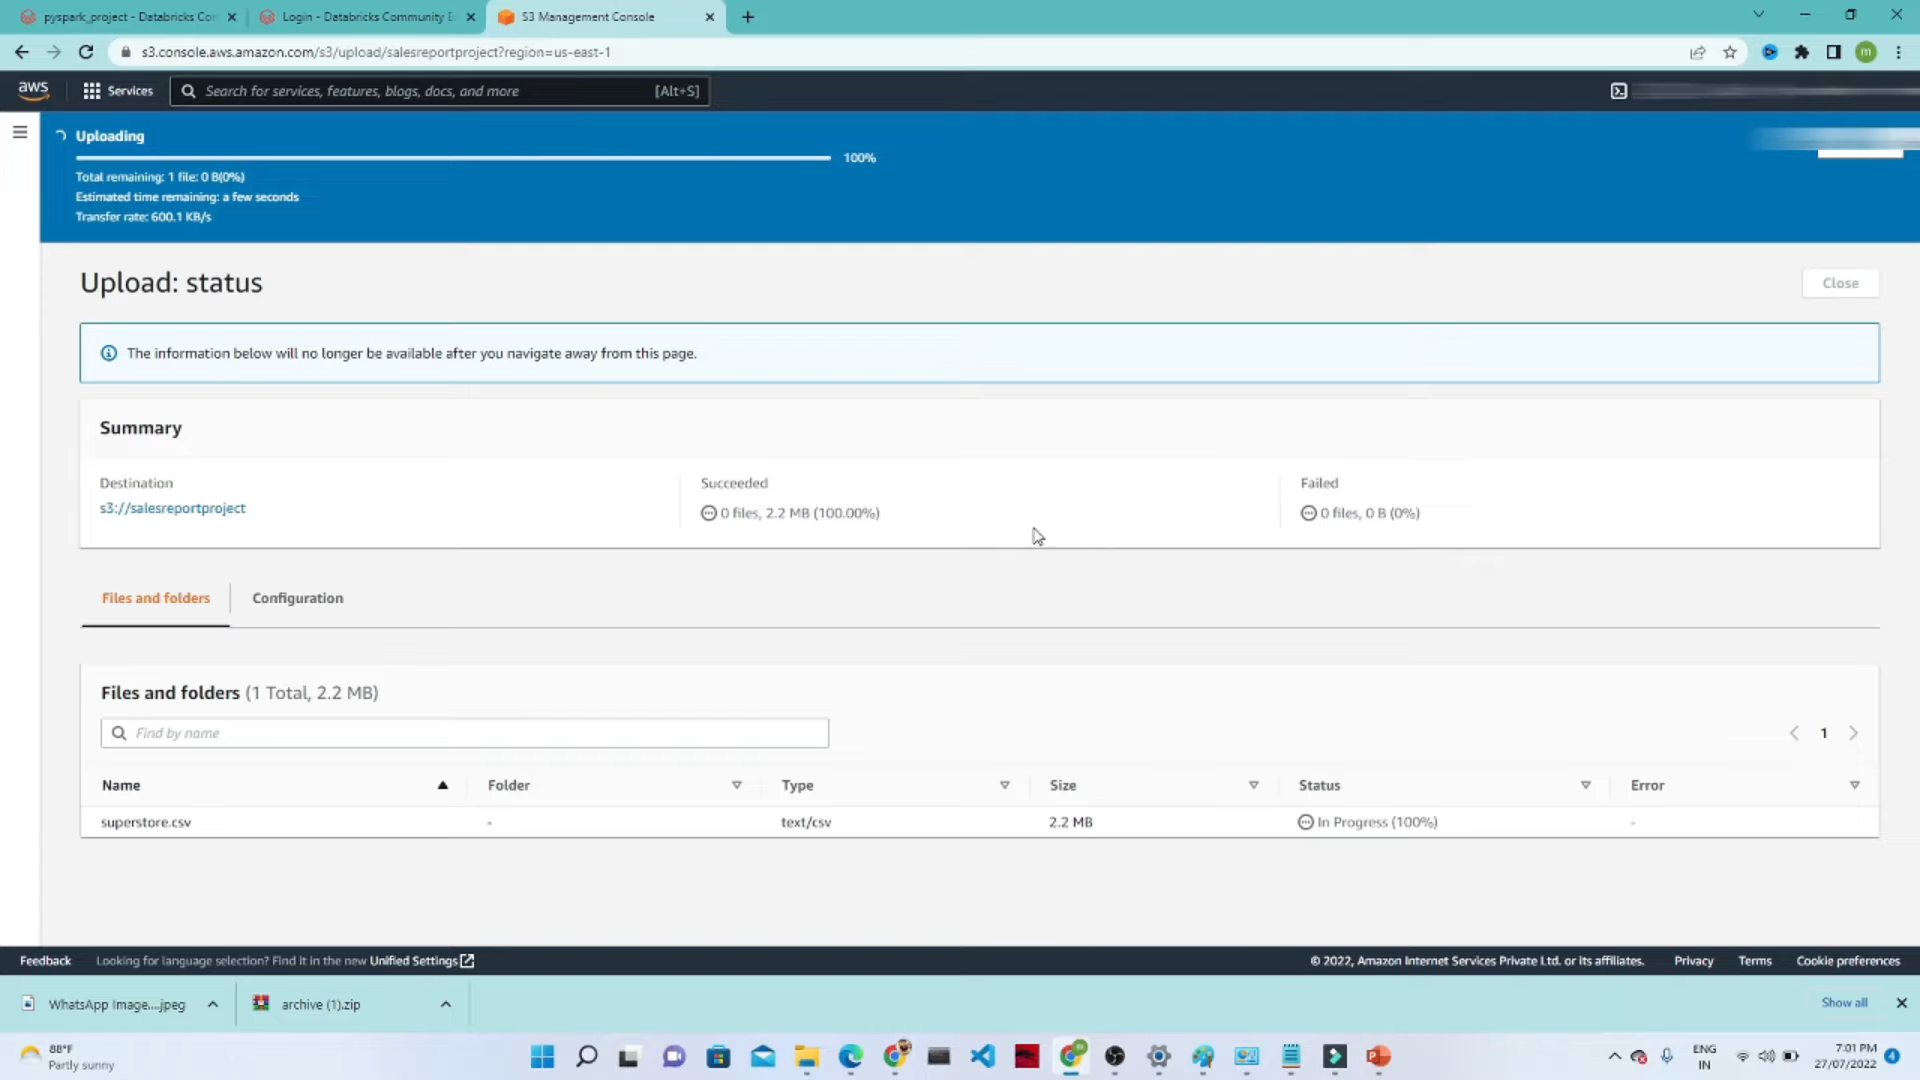 pyspark_project - Databricks Co
Login - Databricks Community E
S3 Management Console
s3.console.aws.amazon.com/s3/upload/salesreportproject?region=us-east-1
m
aws
Services
Search for services, features, blogs, docs, and more
[Alt+S]
Uploading
100%
Total remaining: 1 file: 0 B(0%)
Estimated time remaining: a few seconds
Transfer rate: 600.1 KB/s
Upload: status
Close
The information below will no longer be available after you navigate away from this page.
Summary
Destination
s3://salesreportproject
Succeeded
0 files, 2.2 MB (100.00%)
Failed
0 files, 0 B (0%)
Files and folders
Configuration
Files and folders (1 Total, 2.2 MB)
Find by name
1
Name Folder Type Size Status Error
superstore.csv - text/csv 2.2 MB In Progress (100%) -
Feedback
Looking for language selection? Find it in the new Unified Settings
© 2022, Amazon Internet Services Private Ltd. or its affiliates.
Privacy
Terms
Cookie preferences
WhatsApp Image....jpeg
archive (1).zip
Show all
88°F
Partly sunny
ENG
IN
7:01 PM
27/07/2022
4